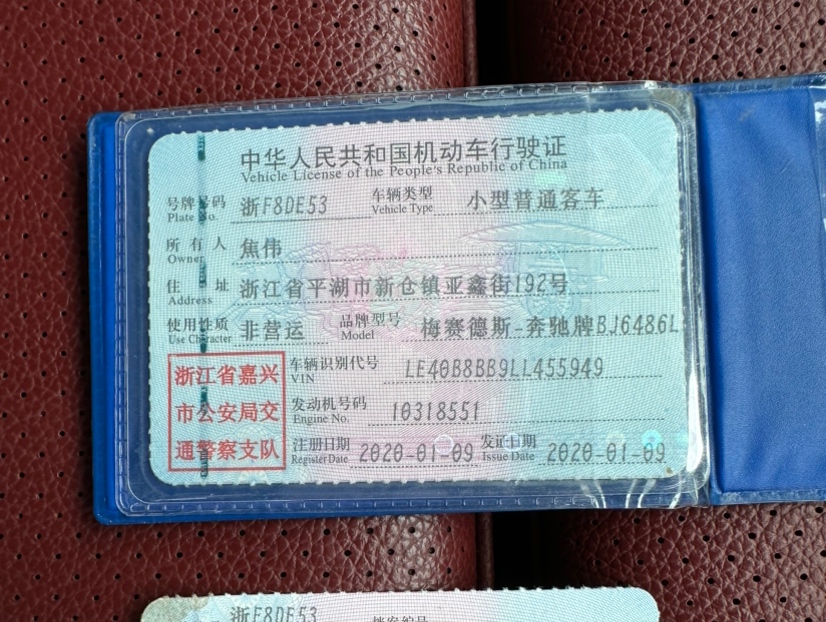 中华人民共和国机动车行驶证
Vehicle License of the People's Republic of China
号牌号码 浙F8DE53 车辆类型 小型普通客车
Plate No. Vehicle Type
所有人 焦伟
Owner
住址 浙江省平湖市新仓镇亚鑫街192号
Address
使用性质 非营运 品牌型号 梅赛德斯-奔驰牌BJ6486L
Use Character Model
浙江省嘉兴
市公安局交
通警察支队
车辆识别代号 LE40B8BB9LL455949
VIN
发动机号码 10318551
Engine No.
注册日期 2020-01-09 发证日期 2020-01-09
Register Date Issue Date
浙F8DE53 档案编号